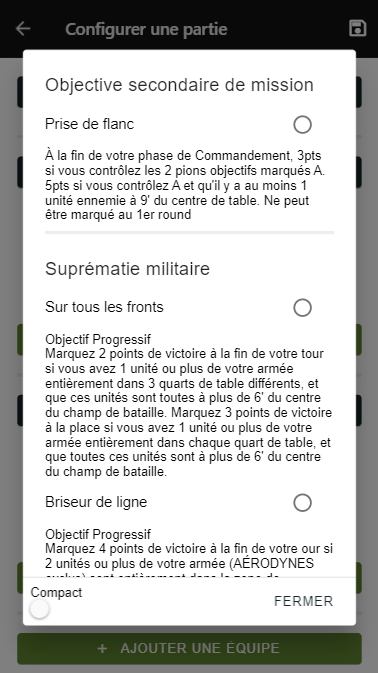 Configurer une partie
Objective secondaire de mission
Prise de flanc
À la fin de votre phase de Commandement, 3pts
si vous contrôlez les 2 pions objectifs marqués A.
5pts si vous contrôlez A et qu'il y a au moins 1
unité ennemie à 9' du centre de table. Ne peut
être marqué au 1er round
Suprématie militaire
Sur tous les fronts
Objectif Progressif
Marquez 2 points de victoire à la fin de votre tour
si vous avez 1 unité ou plus de votre armée
entièrement dans 3 quarts de table différents, et
que ces unités sont toutes à plus de 6' du centre
du champ de bataille. Marquez 3 points de victoire
à la place si vous avez 1 unité ou plus de votre
armée entièrement dans chaque quart de table, et
que toutes ces unités sont à plus de 6' du centre
du champ de bataille.
Briseur de ligne
Objectif Progressif
Marquez 4 points de victoire à la fin de votre our si
2 unités ou plus de votre armée (AÉRODYNES
exclus) sont entièrement dans la zone de
Compact
FERMER
+ AJOUTER UNE ÉQUIPE